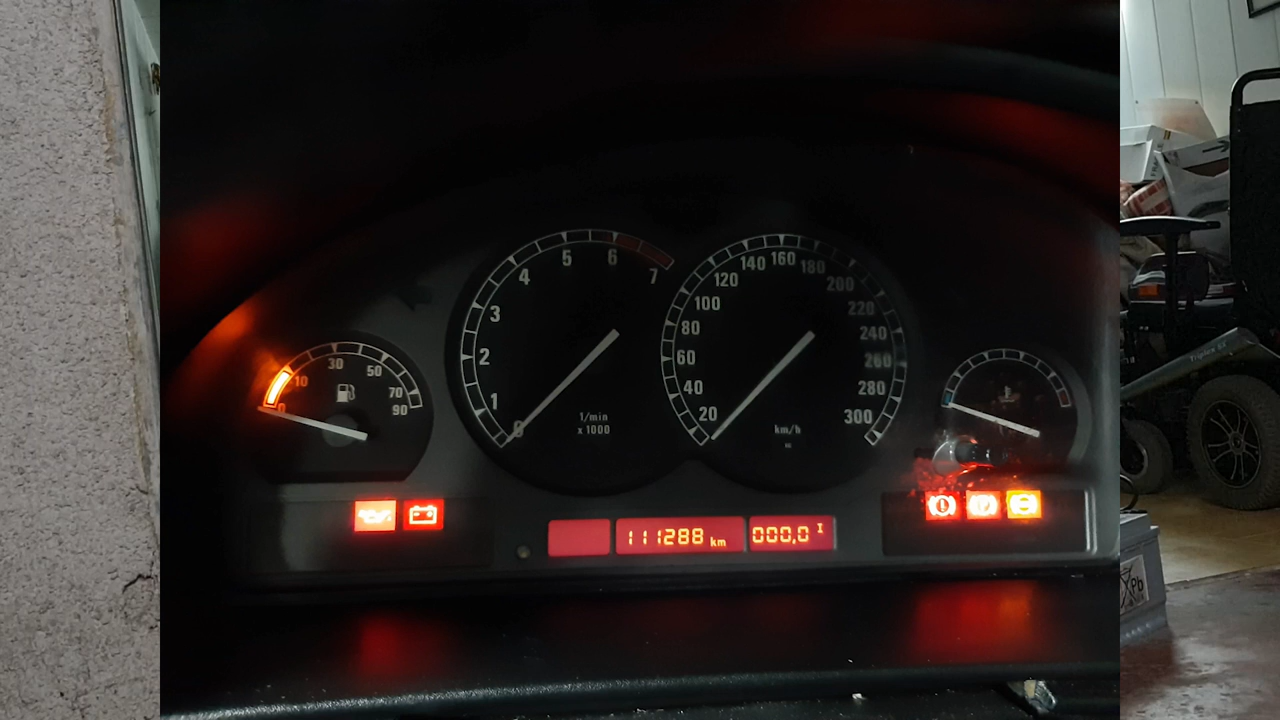 0 10 30 50 70 90
0 1 2 3 4 5 6 7
1/min
x 1000
20 40 60 80 100 120 140 160 180 200 220 240 260 280 300
km/h
111288 km
000,0 I
Pb